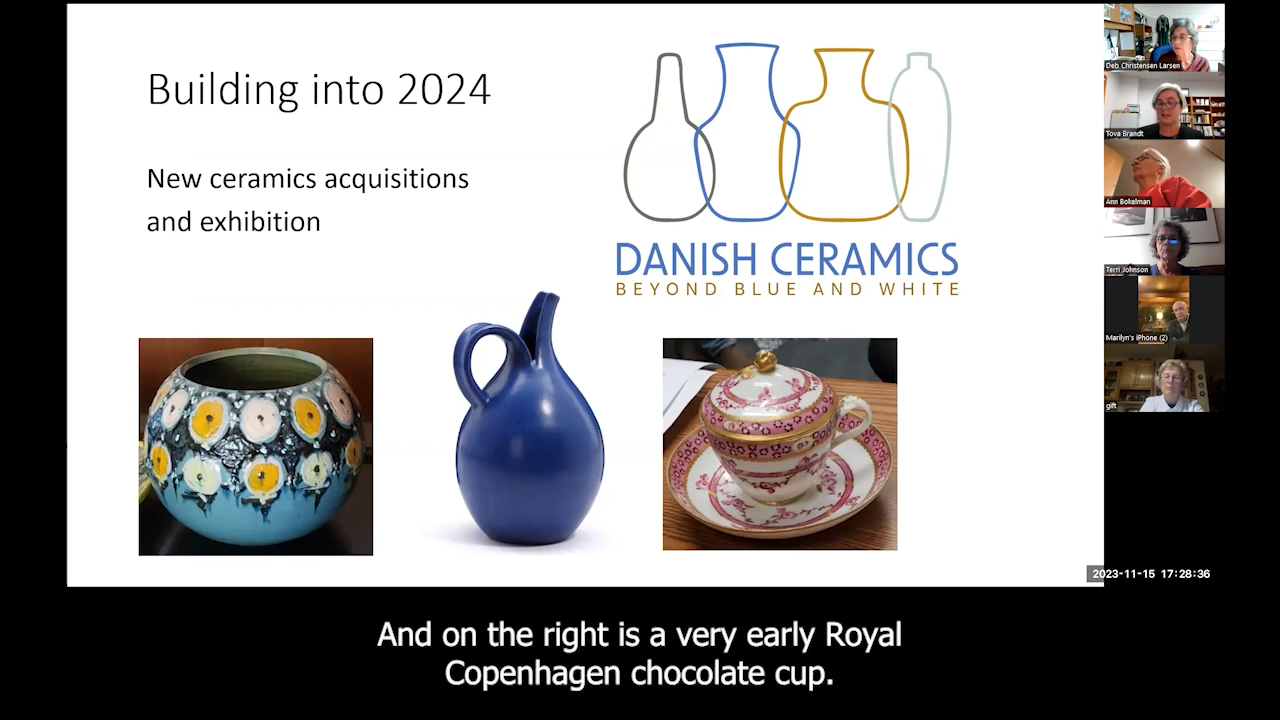 Building into 2024
New ceramics acquisitions
and exhibition
DANISH CERAMICS
BEYOND BLUE AND WHITE
Deb Christensen Larsen
Tova Brandt
Ann Bokelman
Terri Johnson
Marilyn's iPhone (2)
gift
2023-11-15 17:28:36
And on the right is a very early Royal
Copenhagen chocolate cup.